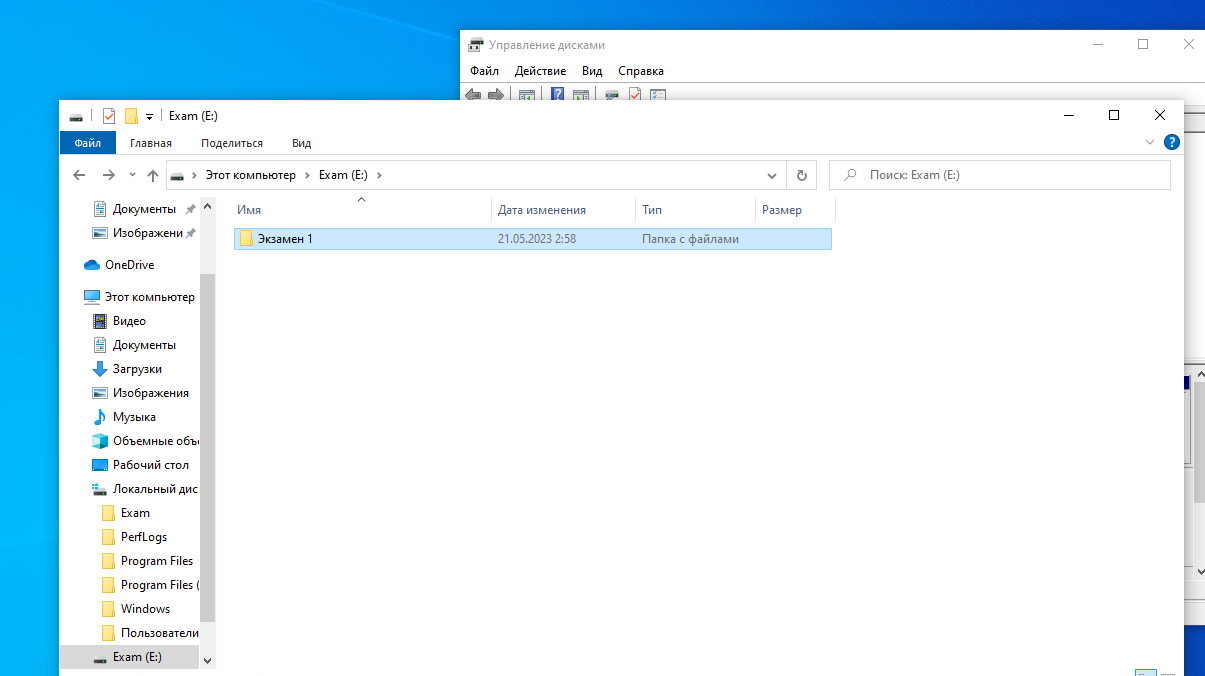 Управление дисками
Файл Действие Вид Справка
Exam (E:)
Файл Главная Поделиться Вид
Этот компьютер Exam (E:)
Поиск: Exam (E:)
Имя Дата изменения Тип Размер
Экзамен 1 21.05.2023 2:58 Папка с файлами
Документы
Изображени
OneDrive
Этот компьютер
Видео
Документы
Загрузки
Изображения
Музыка
Объемные объ
Рабочий стол
Локальный дис
Exam
PerfLogs
Program Files
Program Files (
Windows
Пользователи
Exam (E:)